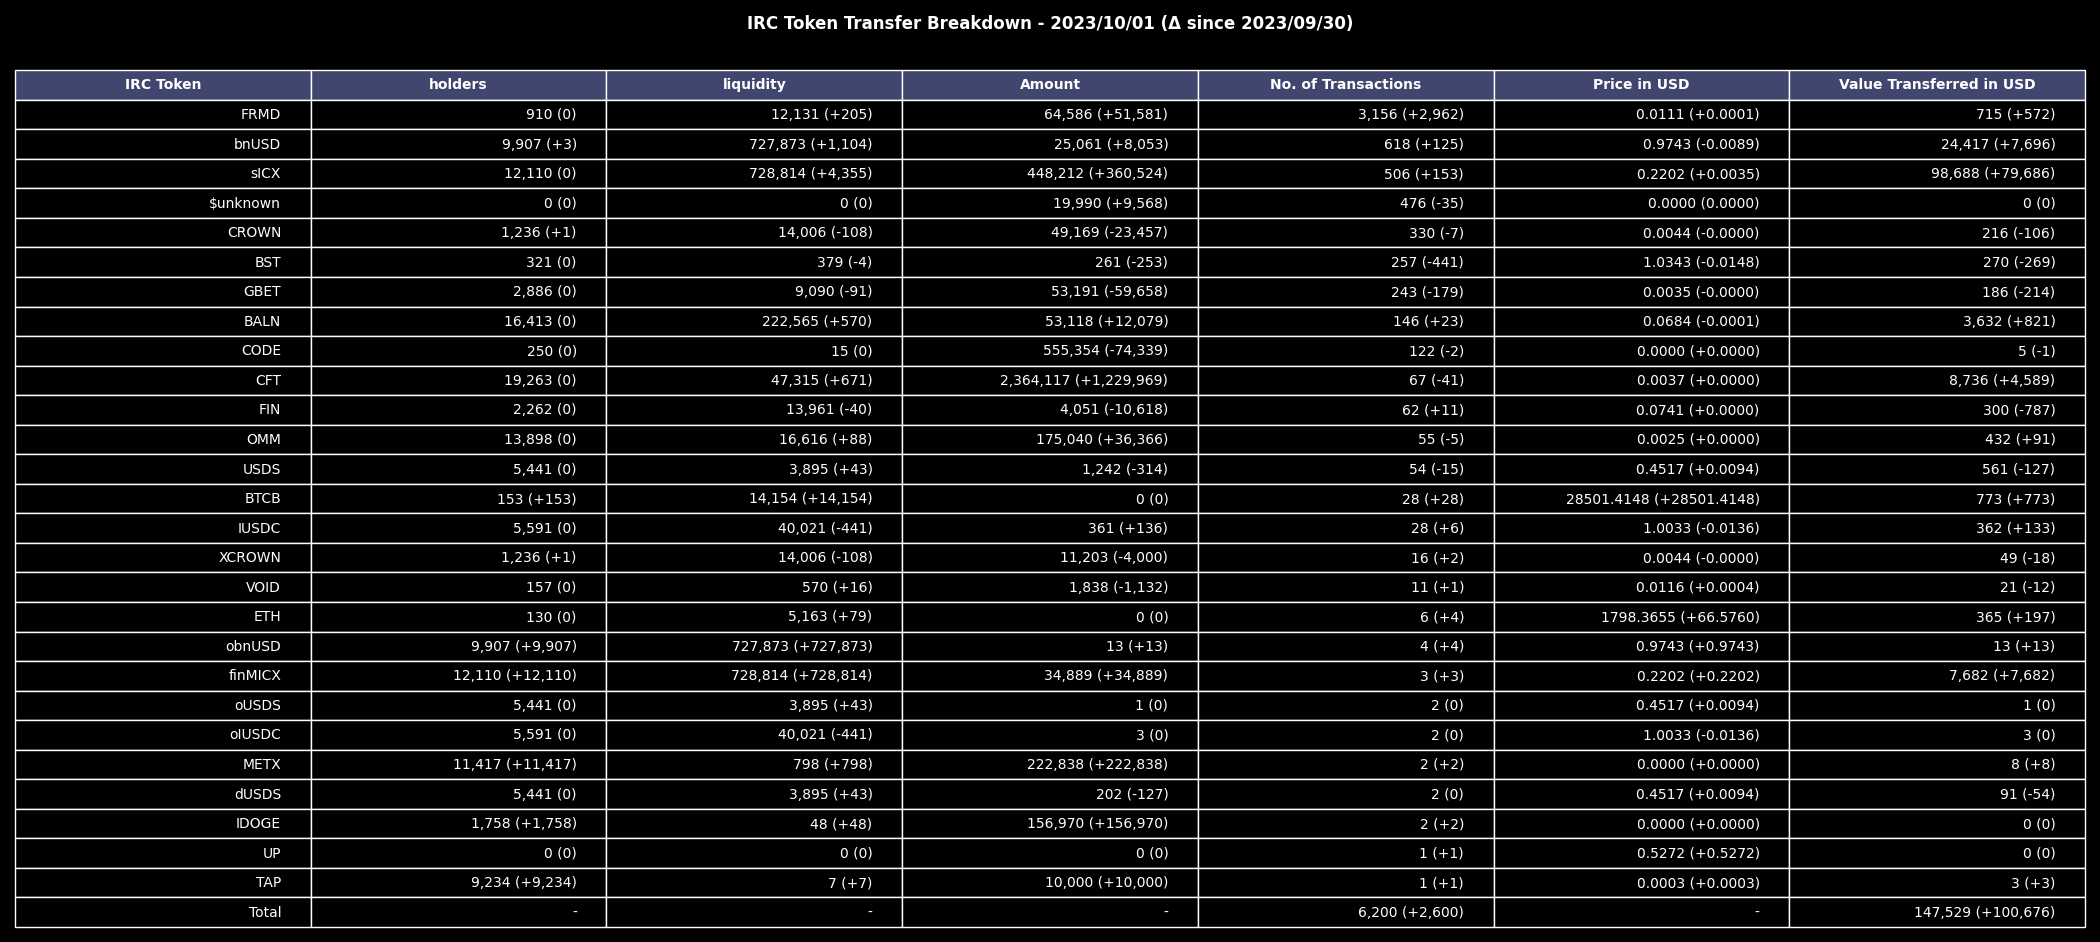 IRC Token Transfer Breakdown - 2023/10/01 (Δ since 2023/09/30)
IRC Token holders liquidity Amount No. of Transactions Price in USD Value Transferred in USD
FRMD 910 (0) 12,131 (+205) 64,586 (+51,581) 3,156 (+2,962) 0.0111 (+0.0001) 715 (+572)
bnUSD 9,907 (+3) 727,873 (+1,104) 25,061 (+8,053) 618 (+125) 0.9743 (-0.0089) 24,417 (+7,696)
sICX 12,110 (0) 728,814 (+4,355) 448,212 (+360,524) 506 (+153) 0.2202 (+0.0035) 98,688 (+79,686)
$unknown 0 (0) 0 (0) 19,990 (+9,568) 476 (-35) 0.0000 (0.0000) 0 (0)
CROWN 1,236 (+1) 14,006 (-108) 49,169 (-23,457) 330 (-7) 0.0044 (-0.0000) 216 (-106)
BST 321 (0) 379 (-4) 261 (-253) 257 (-441) 1.0343 (-0.0148) 270 (-269)
GBET 2,886 (0) 9,090 (-91) 53,191 (-59,658) 243 (-179) 0.0035 (-0.0000) 186 (-214)
BALN 16,413 (0) 222,565 (+570) 53,118 (+12,079) 146 (+23) 0.0684 (-0.0001) 3,632 (+821)
CODE 250 (0) 15 (0) 555,354 (-74,339) 122 (-2) 0.0000 (+0.0000) 5 (-1)
CFT 19,263 (0) 47,315 (+671) 2,364,117 (+1,229,969) 67 (-41) 0.0037 (+0.0000) 8,736 (+4,589)
FIN 2,262 (0) 13,961 (-40) 4,051 (-10,618) 62 (+11) 0.0741 (+0.0000) 300 (-787)
OMM 13,898 (0) 16,616 (+88) 175,040 (+36,366) 55 (-5) 0.0025 (+0.0000) 432 (+91)
USDS 5,441 (0) 3,895 (+43) 1,242 (-314) 54 (-15) 0.4517 (+0.0094) 561 (-127)
BTCB 153 (+153) 14,154 (+14,154) 0 (0) 28 (+28) 28501.4148 (+28501.4148) 773 (+773)
IUSDC 5,591 (0) 40,021 (-441) 361 (+136) 28 (+6) 1.0033 (-0.0136) 362 (+133)
XCROWN 1,236 (+1) 14,006 (-108) 11,203 (-4,000) 16 (+2) 0.0044 (-0.0000) 49 (-18)
VOID 157 (0) 570 (+16) 1,838 (-1,132) 11 (+1) 0.0116 (+0.0004) 21 (-12)
ETH 130 (0) 5,163 (+79) 0 (0) 6 (+4) 1798.3655 (+66.5760) 365 (+197)
obnUSD 9,907 (+9,907) 727,873 (+727,873) 13 (+13) 4 (+4) 0.9743 (+0.9743) 13 (+13)
finMICX 12,110 (+12,110) 728,814 (+728,814) 34,889 (+34,889) 3 (+3) 0.2202 (+0.2202) 7,682 (+7,682)
oUSDS 5,441 (0) 3,895 (+43) 1 (0) 2 (0) 0.4517 (+0.0094) 1 (0)
oIUSDC 5,591 (0) 40,021 (-441) 3 (0) 2 (0) 1.0033 (-0.0136) 3 (0)
METX 11,417 (+11,417) 798 (+798) 222,838 (+222,838) 2 (+2) 0.0000 (+0.0000) 8 (+8)
dUSDS 5,441 (0) 3,895 (+43) 202 (-127) 2 (0) 0.4517 (+0.0094) 91 (-54)
IDOGE 1,758 (+1,758) 48 (+48) 156,970 (+156,970) 2 (+2) 0.0000 (+0.0000) 0 (0)
UP 0 (0) 0 (0) 0 (0) 1 (+1) 0.5272 (+0.5272) 0 (0)
TAP 9,234 (+9,234) 7 (+7) 10,000 (+10,000) 1 (+1) 0.0003 (+0.0003) 3 (+3)
Total - - - 6,200 (+2,600) - 147,529 (+100,676)